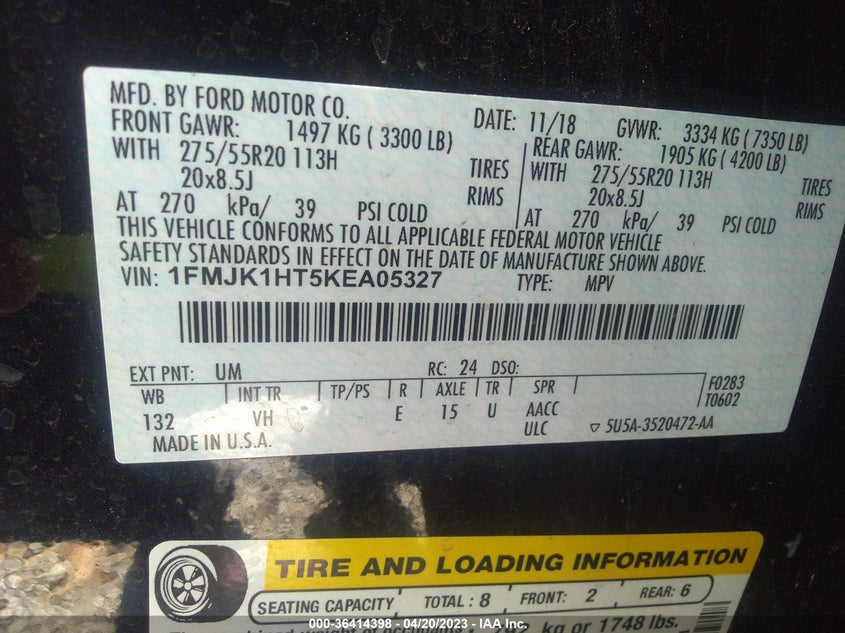 MFD. BY FORD MOTOR CO. DATE: 11/18 GVWR: 3334 KG ( 7350 LB)
FRONT GAWR: 1497 KG ( 3300 LB) REAR GAWR: 1905 KG ( 4200 LB)
WITH 275/55R20 113H TIRES WITH 275/55R20 113H TIRES
20x8.5J RIMS 20x8.5J RIMS
AT 270 kPa/ 39 PSI COLD AT 270 kPa/ 39 PSI COLD
THIS VEHICLE CONFORMS TO ALL APPLICABLE FEDERAL MOTOR VEHICLE
SAFETY STANDARDS IN EFFECT ON THE DATE OF MANUFACTURE SHOWN ABOVE.
VIN: 1FMJK1HT5KEA05327 TYPE: MPV
EXT PNT: UM RC: 24 DSO:
WB INT TR TP/PS R AXLE TR SPR F0283
T0602
132 VH E 15 U AACC
ULC 5U5A-3520472-AA
MADE IN U.S.A.
TIRE AND LOADING INFORMATION
SEATING CAPACITY TOTAL : 8 FRONT: 2 REAR: 6
kg or 1748 lbs.
000-36414398 - 04/20/2023 - IAA Inc.